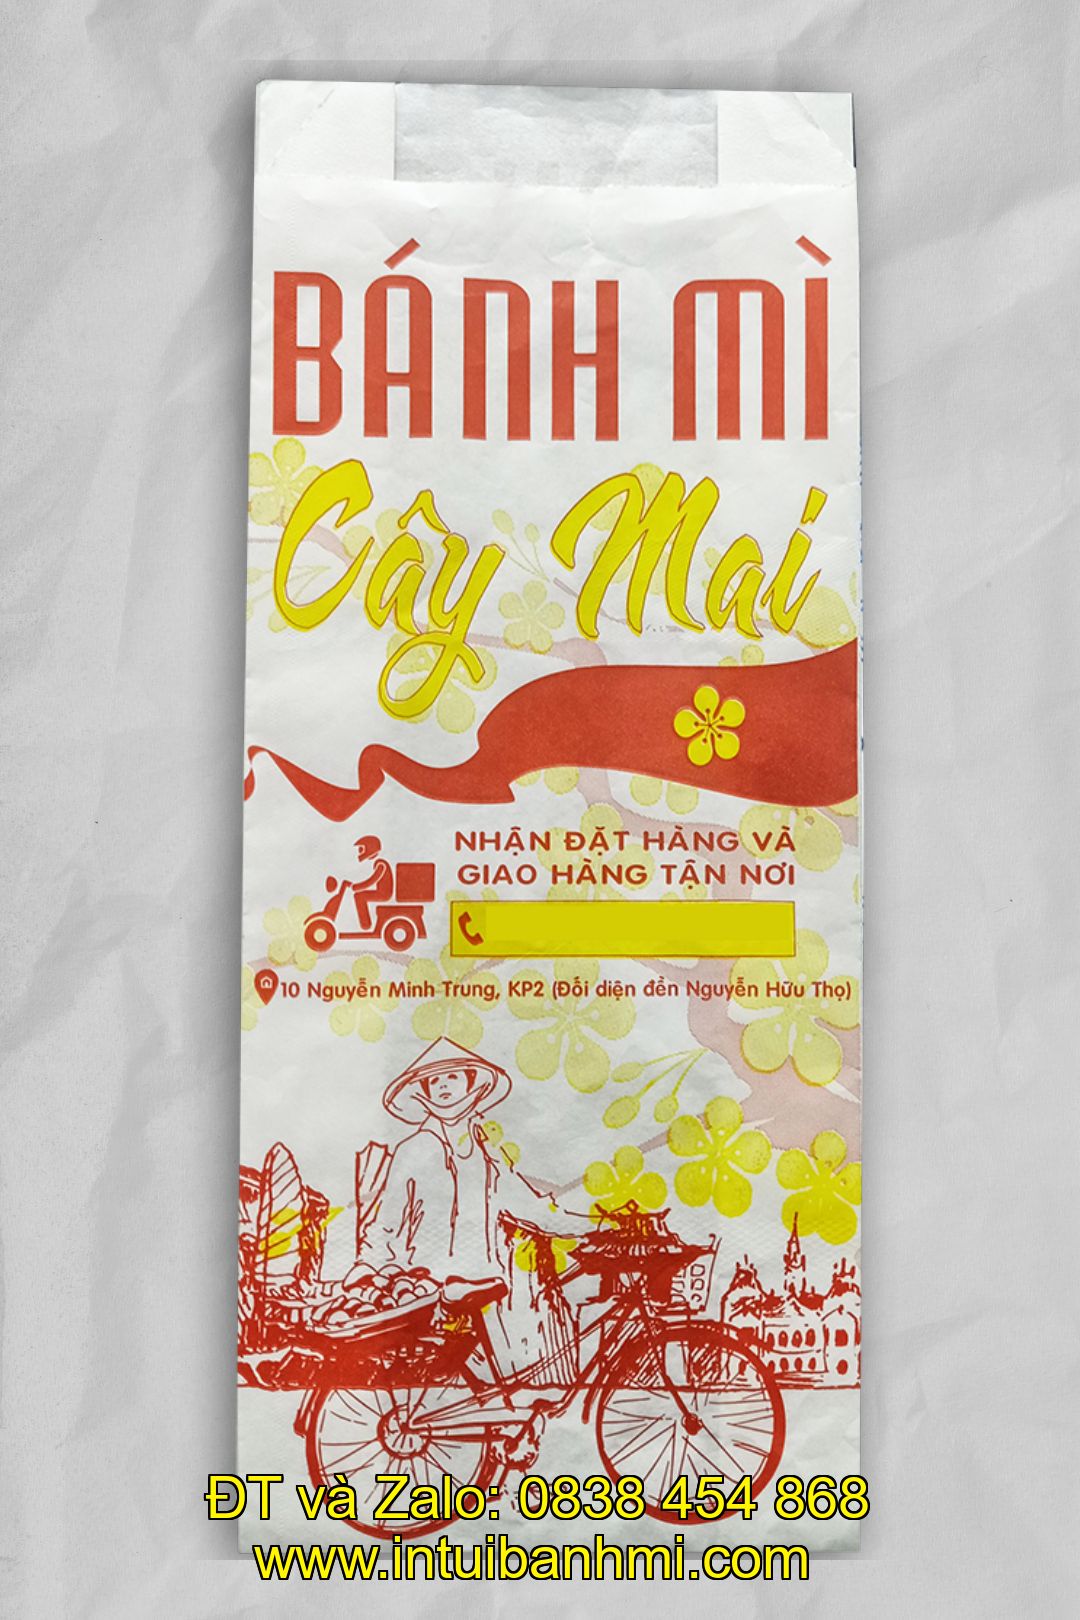 BÁNH MÌ
Cây Mai
NHẬN ĐẶT HÀNG VÀ
GIAO HÀNG TẬN NƠI
10 Nguyễn Minh Trung, KP2 (Đối diện đền Nguyễn Hữu Thọ)
ĐT và Zalo: 0838 454 868
www.intuibanhmi.com